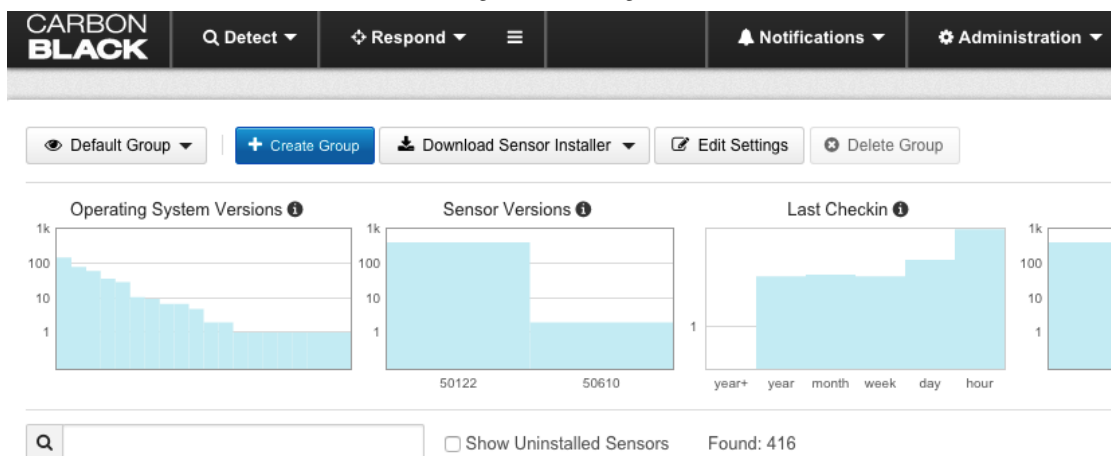 CARBON
BLACK
Detect
Respond
Notifications
Administration
Default Group
Create Group
Download Sensor Installer
Edit Settings
Delete Group
Operating System Versions
1k
100
10
1
Sensor Versions
1k
100
10
1
50122 50610
Last Checkin
1
year+ year month week day hour
1k
100
10
1
Show Uninstalled Sensors
Found: 416